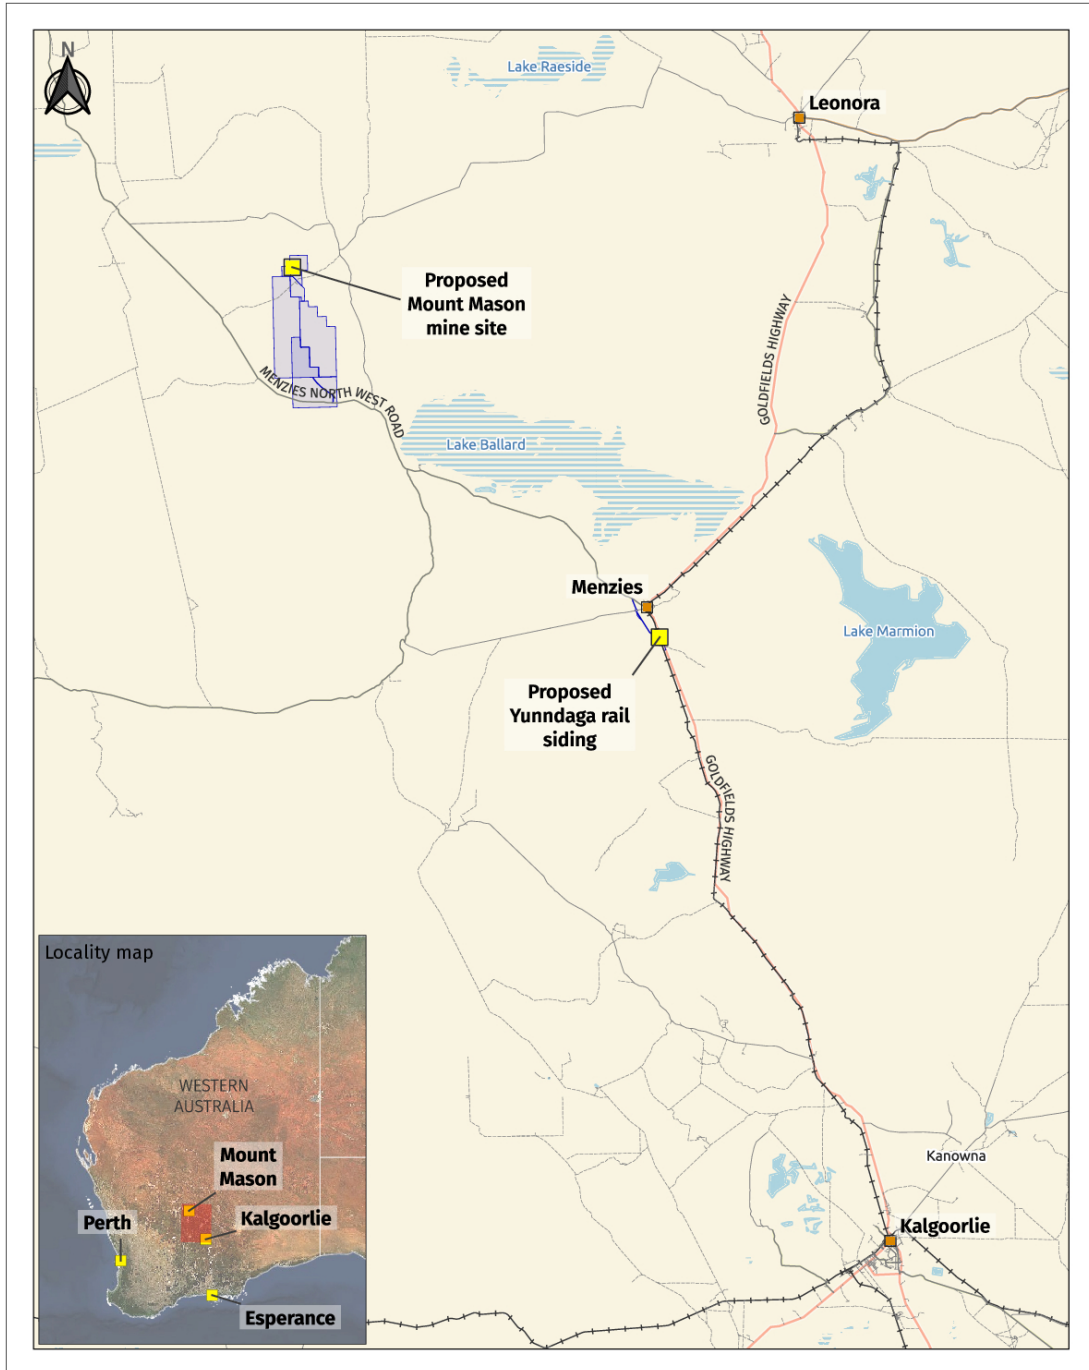 N
Lake Raeside
Leonora
Proposed
Mount Mason
mine site
GOLDFIELDS HIGHWAY
MENZIES NORTH WEST ROAD
Lake Ballard
Menzies
Lake Marmion
Proposed
Yunndaga rail
siding
GOLDFIELDS HIGHWAY
Locality map
WESTERN
AUSTRALIA
Mount
Mason
Perth
Kalgoorlie
Esperance
Kanowna
Kalgoorlie